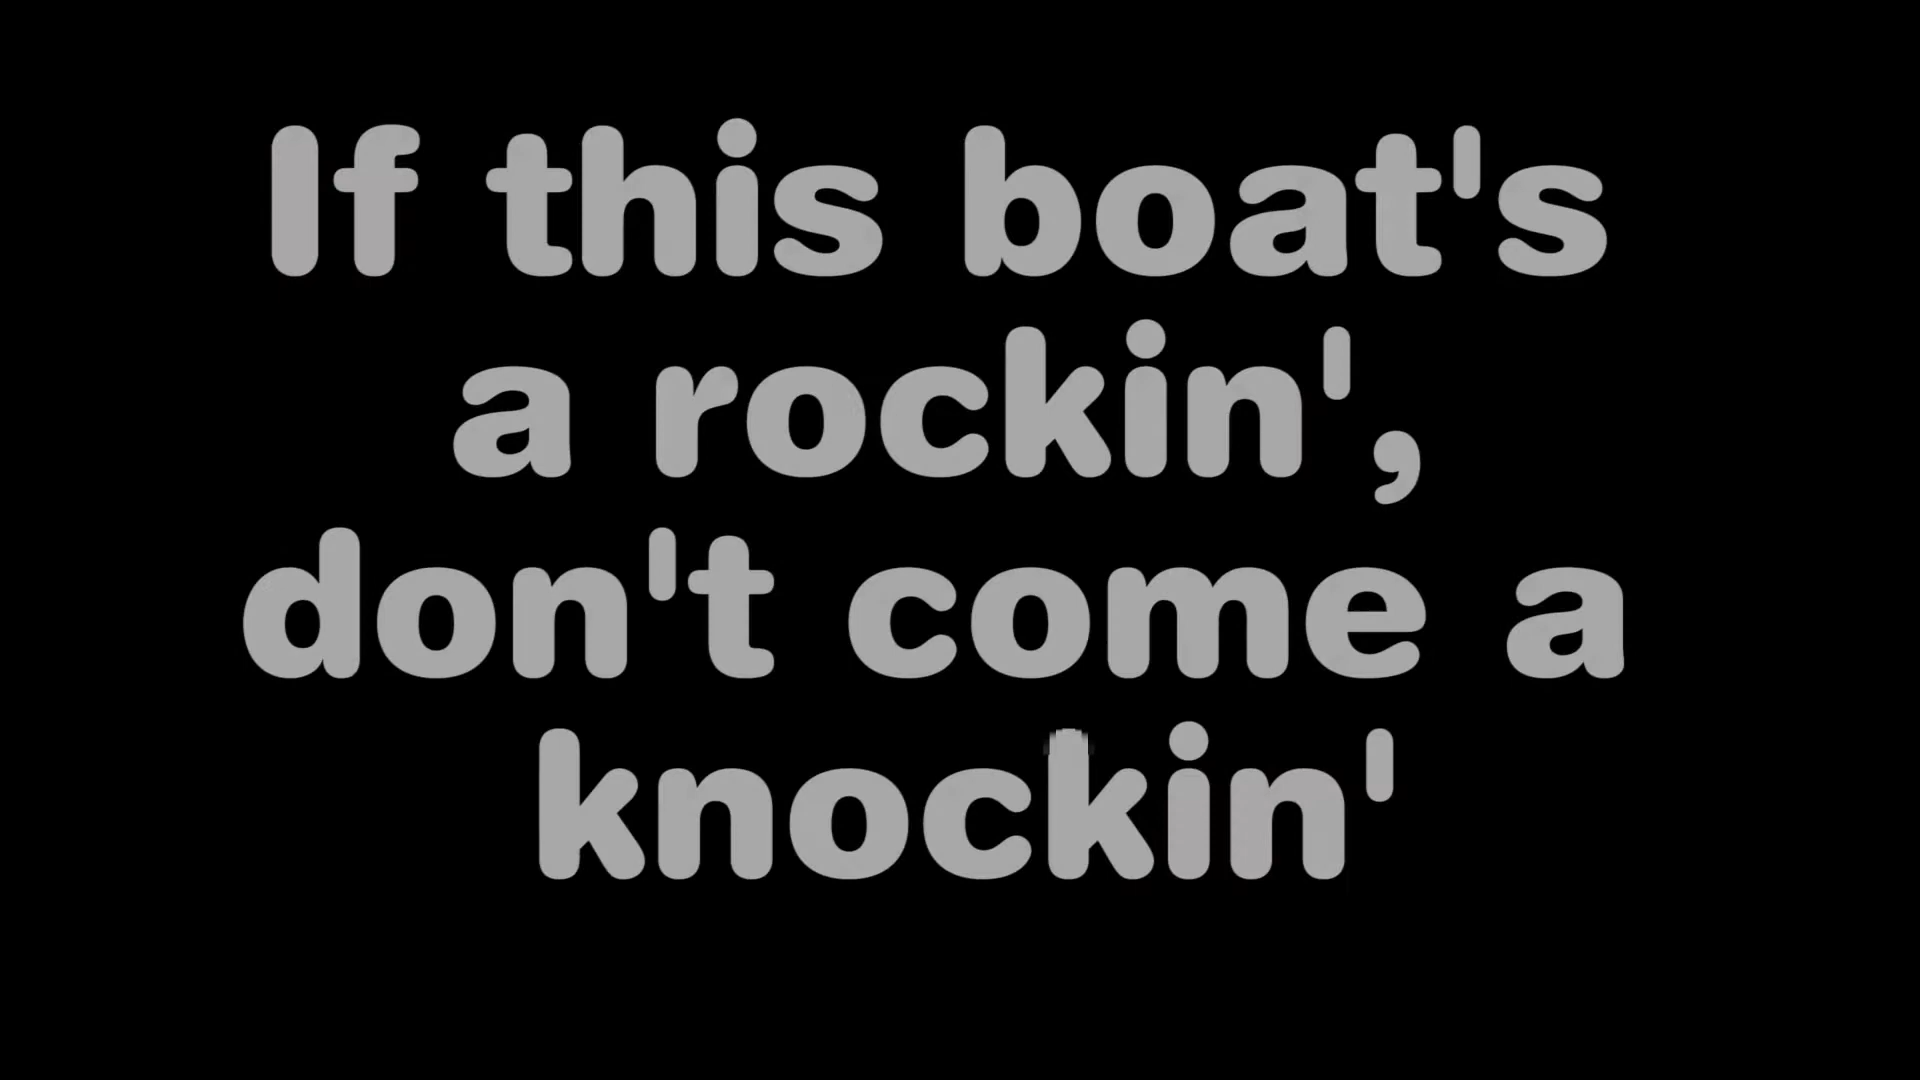 If this boat's
a rockin',
don't come a
knockin'